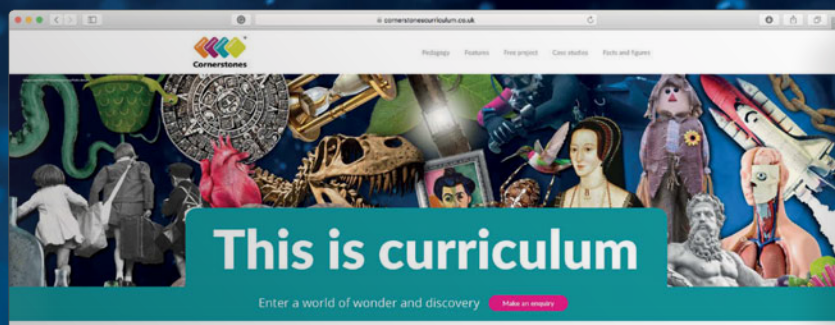 cornerstonescurriculum.co.uk
Cornerstones
Pedagogy Features Free project Case studies Facts and figures
This is curriculum
Enter a world of wonder and discovery Make an enquiry